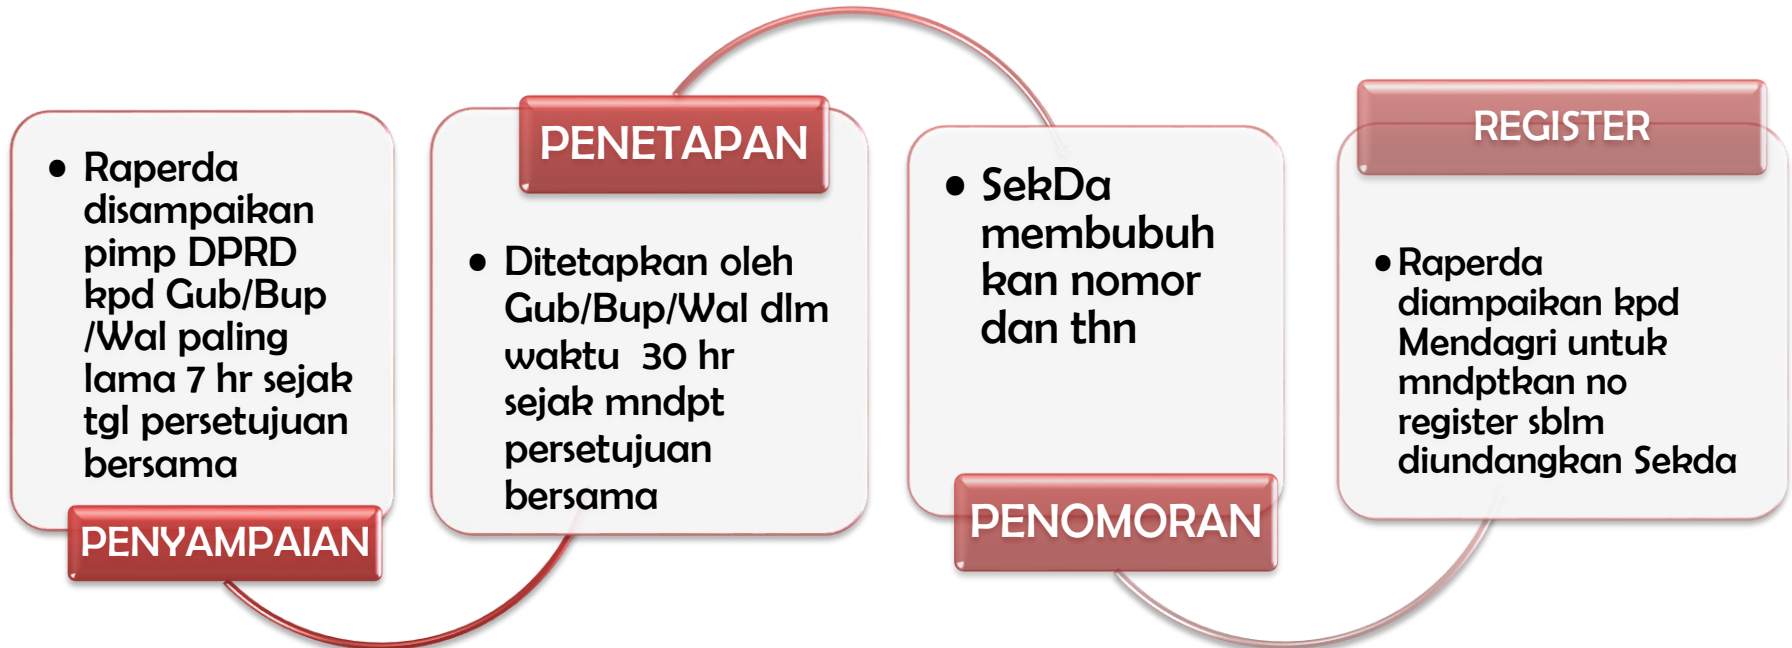 • Raperda
disampaikan
pimp DPRD
kpd Gub/Bup
/Wal paling
lama 7 hr sejak
tgl persetujuan
bersama
PENYAMPAIAN
PENETAPAN
• Ditetapkan oleh
Gub/Bup/Wal dlm
waktu 30 hr
sejak mndpt
persetujuan
bersama
• SekDa
membubuh
kan nomor
dan thn
PENOMORAN
REGISTER
• Raperda
diampaikan kpd
Mendagri untuk
mndptkan no
register sblm
diundangkan Sekda